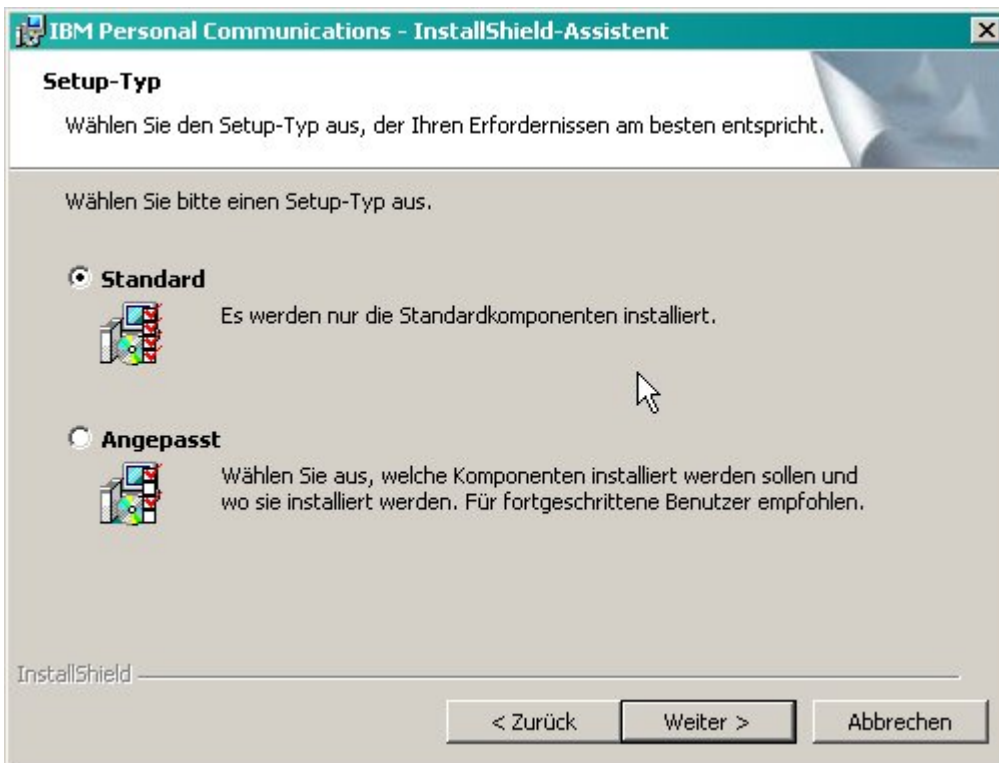 IBM Personal Communications - InstallShield-Assistent
Setup-Typ
Wählen Sie den Setup-Typ aus, der Ihren Erfordernissen am besten entspricht.
Wählen Sie bitte einen Setup-Typ aus.
Standard
Es werden nur die Standardkomponenten installiert.
Angepasst
Wählen Sie aus, welche Komponenten installiert werden sollen und
wo sie installiert werden. Für fortgeschrittene Benutzer empfohlen.
InstallShield
< Zurück Weiter > Abbrechen